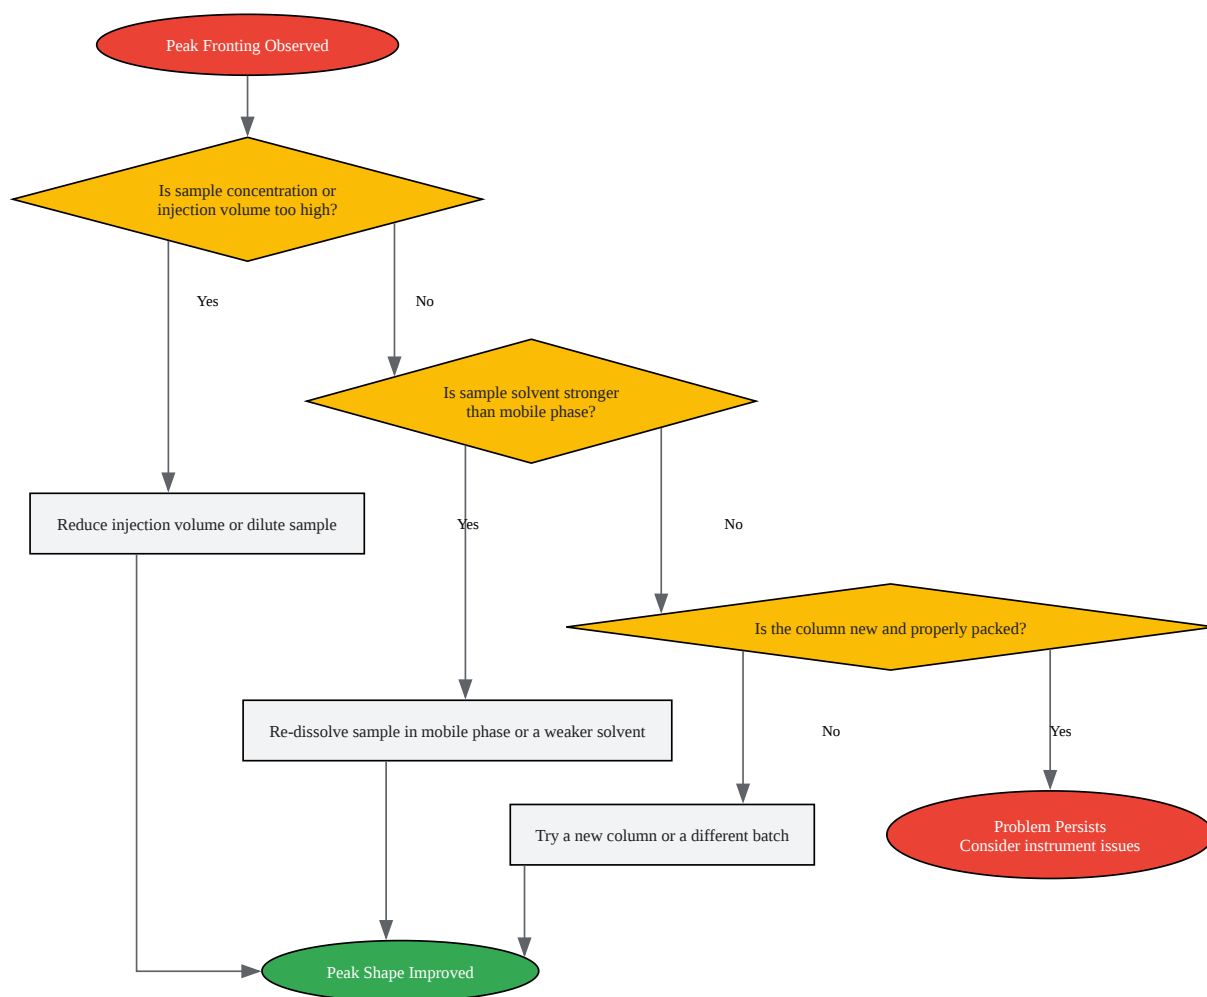 Peak Fronting Observed
Is sample concentration or
injection volume too high?
Yes
No
Is sample solvent stronger
than mobile phase?
Reduce injection volume or dilute sample
Yes
No
Is the column new and properly packed?
Re-dissolve sample in mobile phase or a weaker solvent
No
Yes
Try a new column or a different batch
Problem Persists
Consider instrument issues
Peak Shape Improved